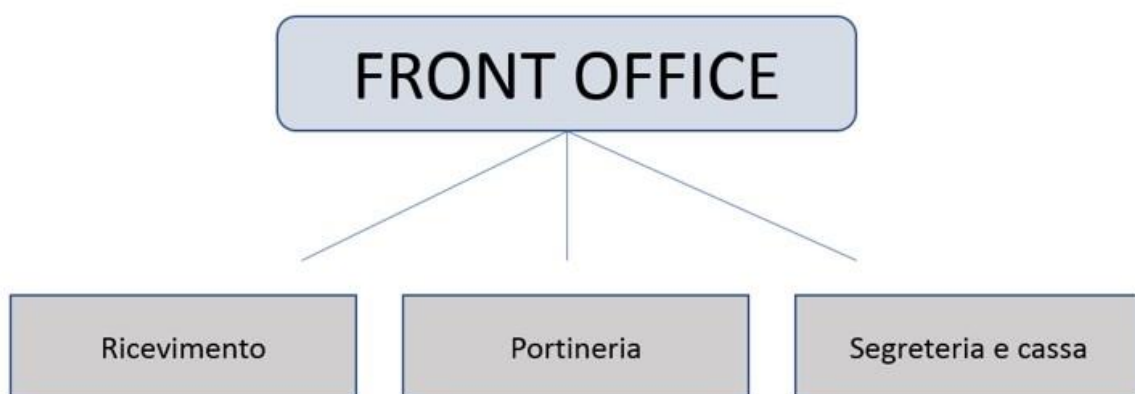 FRONT OFFICE
Ricevimento
Portineria
Segreteria e cassa